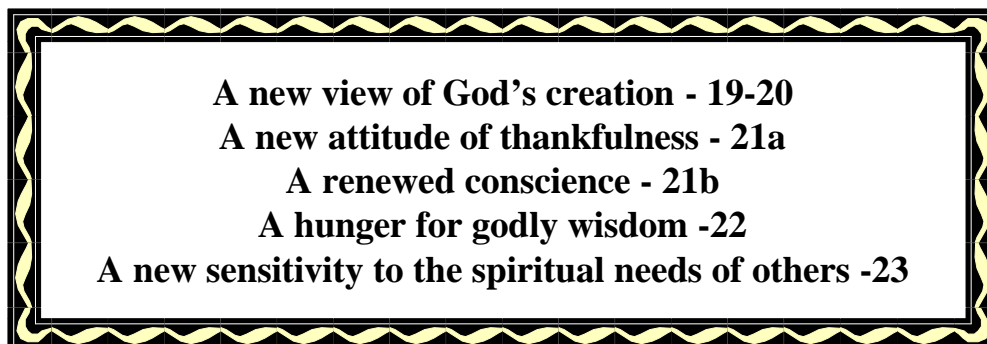 A new view of God’s creation - 19-20
A new attitude of thankfulness - 21a
A renewed conscience - 21b
A hunger for godly wisdom -22
A new sensitivity to the spiritual needs of others -23